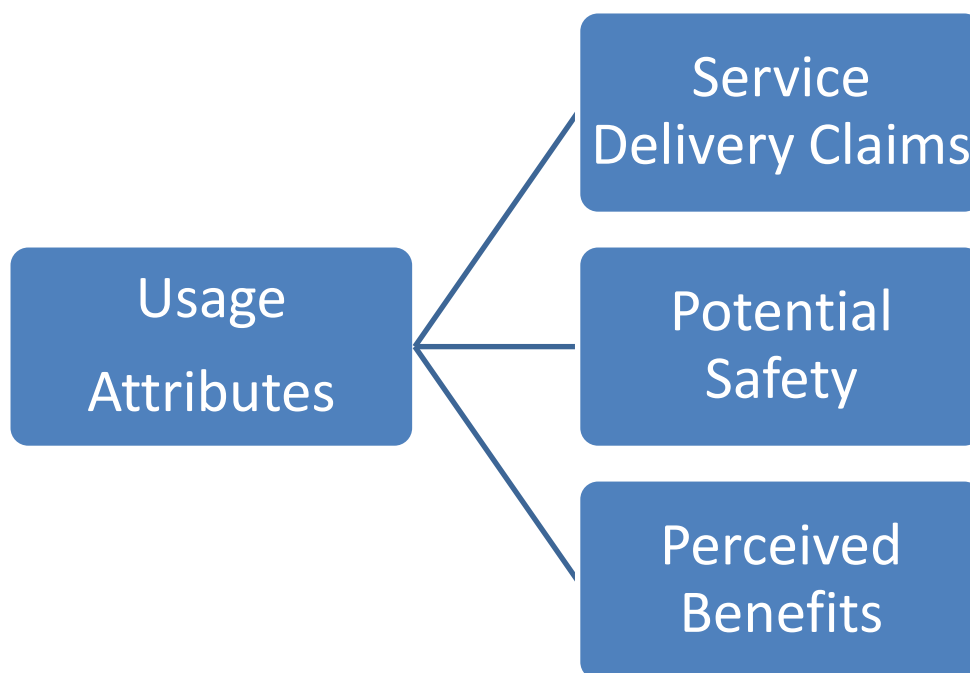 Service
Delivery Claims
Usage
Attributes
Potential
Safety
Perceived
Benefits